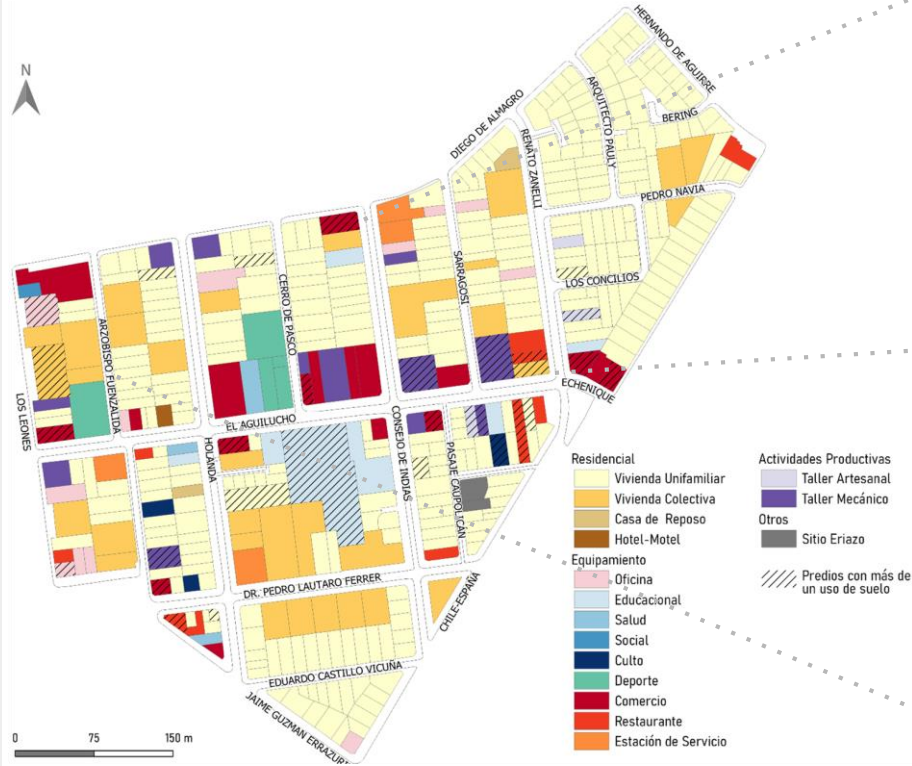 N
HERNANDO DE AGUIRRE
ARQUITECTO PAULY
BERING
DIEGO DE ALMAGRO
RENATO ZANELLI
PEDRO NAVIA
SARRAGOSI
LOS CONCILIOS
CERRO DE PASCO
ARZOBISPO FUENZALIDA
LOS LEONES
ECHENIQUE
EL AGUILUCHO
HOLANDA
CONSEJO DE INDIAS
PASAJE CAUPOLICÁN
DR. PEDRO LAUTARO FERRER
CHILE-ESPAÑA
EDUARDO CASTILLO VICUÑA
JAIME GUZMAN ERRAZURI
0 75 150 m
Residencial
Vivienda Unifamiliar
Vivienda Colectiva
Casa de Reposo
Hotel-Motel
Equipamiento
Oficina
Educacional
Salud
Social
Culto
Deporte
Comercio
Restaurante
Estación de Servicio
Actividades Productivas
Taller Artesanal
Taller Mecánico
Otros
Sitio Eriazo
Predios con más de
un uso de suelo